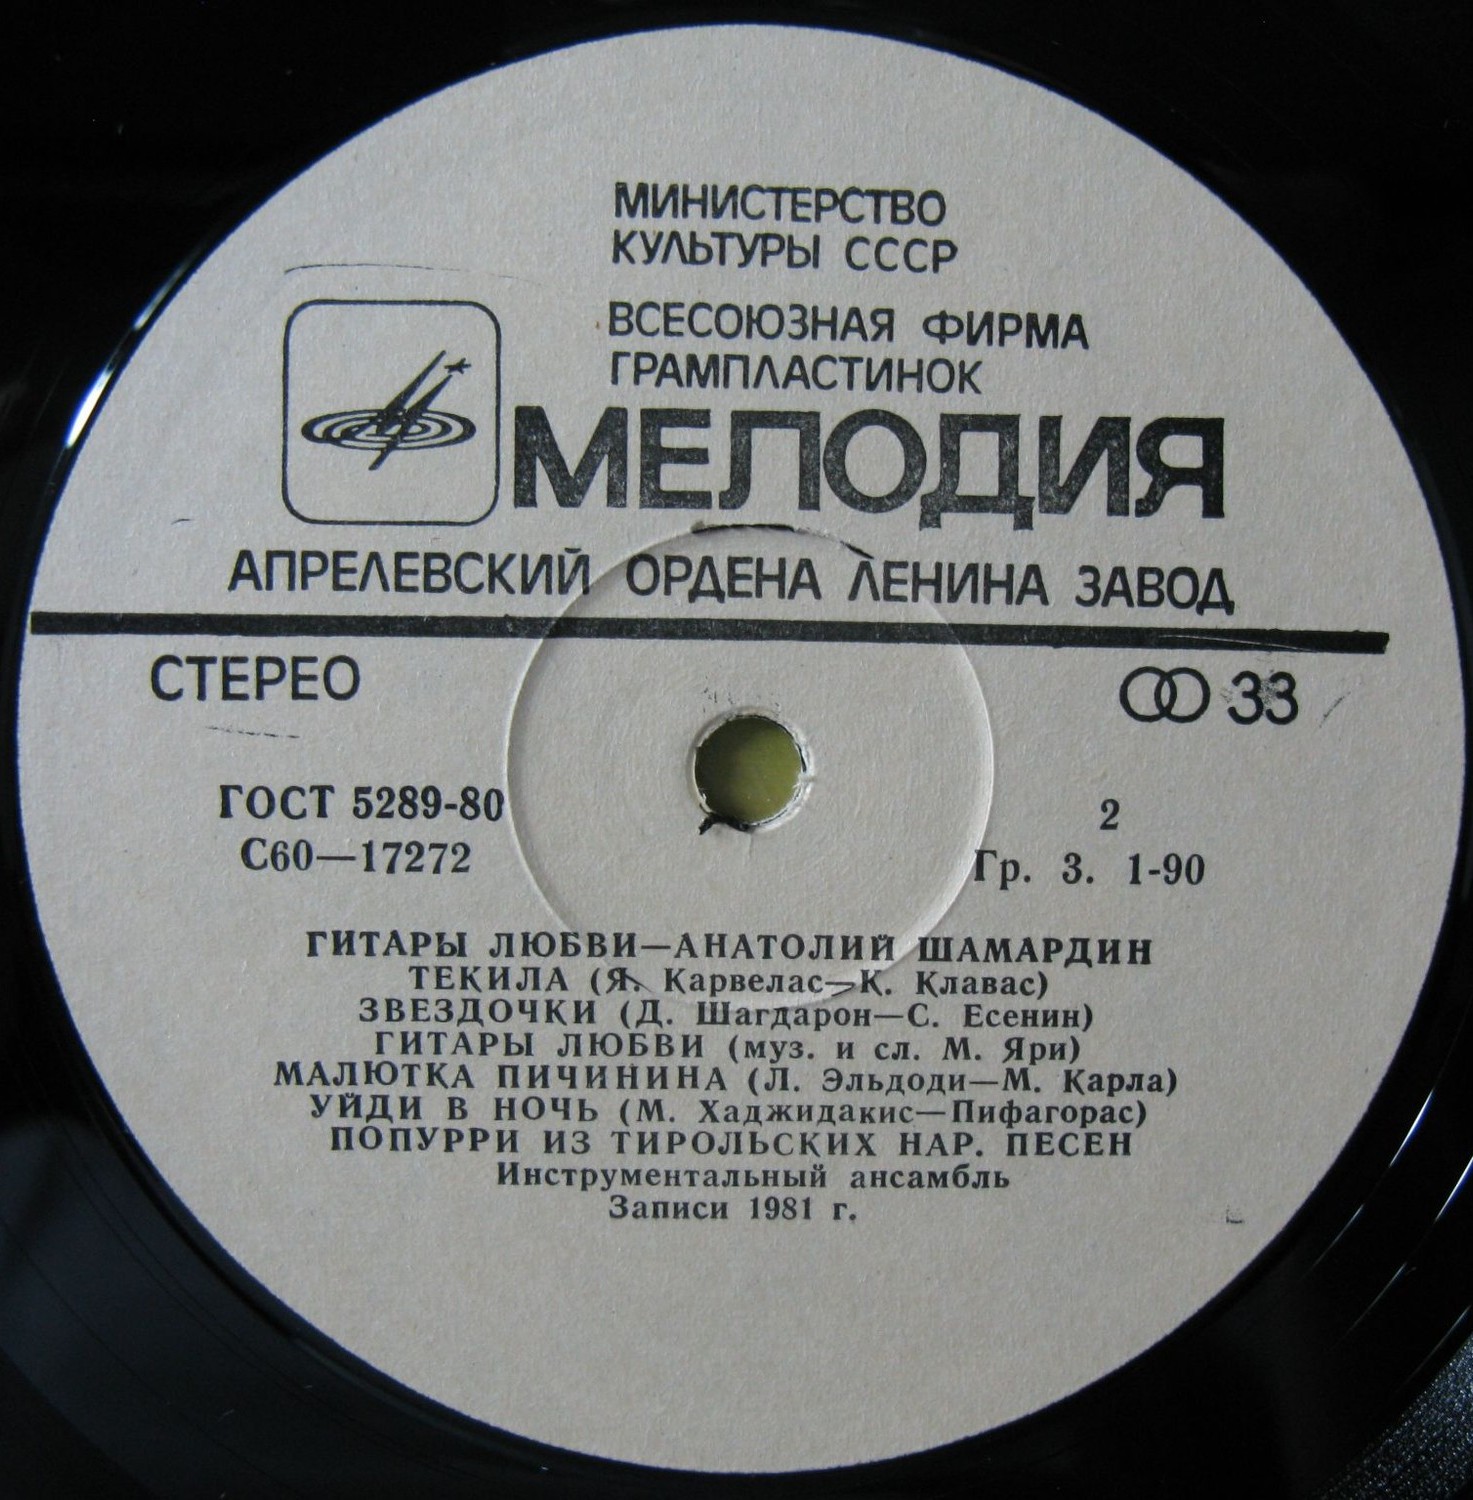 МИНИСТЕРСТВО
КУЛЬТУРЫ СССР
ВСЕСОЮЗНАЯ ФИРМА
ГРАМПЛАСТИНОК
МЕЛОДИЯ
АПРЕЛЕВСКИЙ ОРДЕНА ЛЕНИНА ЗАВОД
СТЕРЕО
33
ГОСТ 5289-80
С60—17272
2
Гр. 3. 1-90
ГИТАРЫ ЛЮБВИ—АНАТОЛИЙ ШАМАРДИН
ТЕКИЛА (Я. Карвелас—К. Клавас)
ЗВЕЗДОЧКИ (Д. Шагдарон—С. Есенин)
ГИТАРЫ ЛЮБВИ (муз. и сл. М. Яри)
МАЛЮТКА ПИЧИНИНА (Л. Эльдоди—М. Карла)
УЙДИ В НОЧЬ (М. Хаджидакис—Пифагорас)
ПОПУРРИ ИЗ ТИРОЛЬСКИХ НАР. ПЕСЕН
Инструментальный ансамбль
Записи 1981 г.